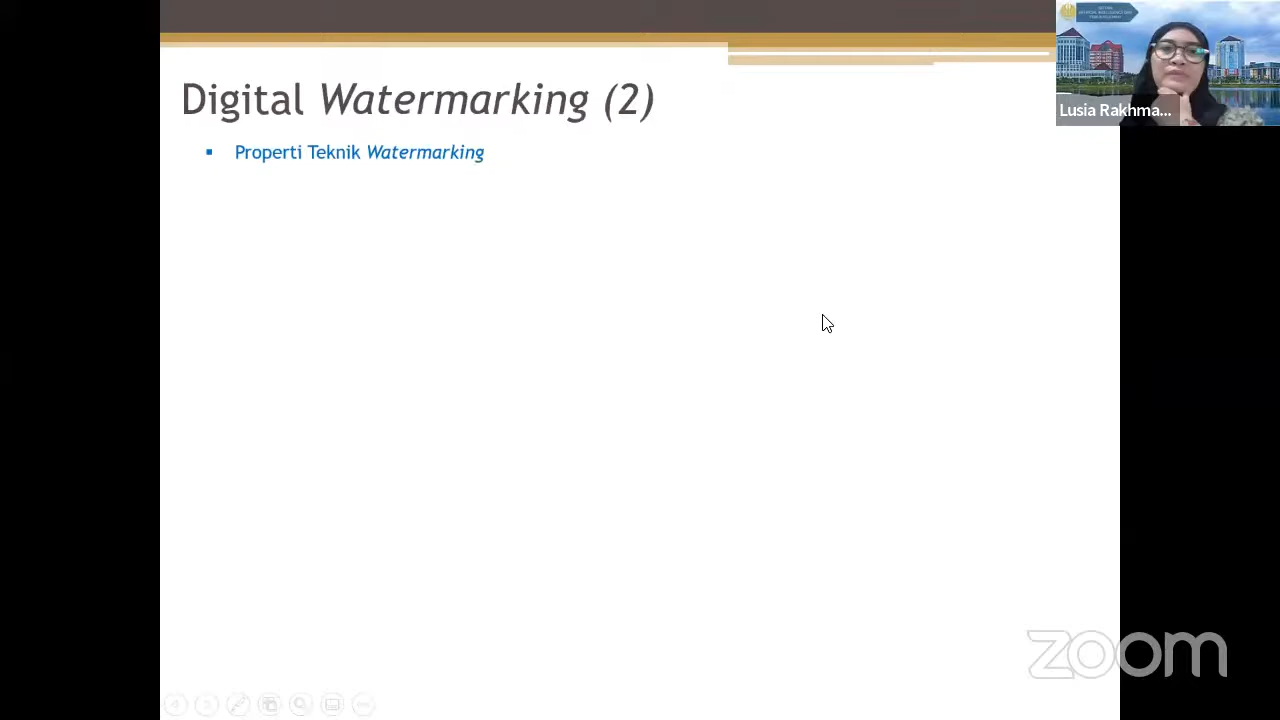 Digital Watermarking (2)
▪ Properti Teknik Watermarking
Lusia Rakhma...
zoom